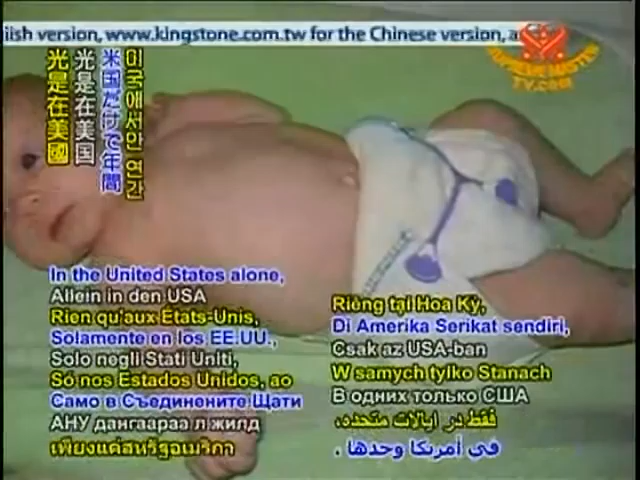 iish version, www.kingstone.com.tw for the Chinese version, a
SUPREME MASTER
TV.com
미국에서만 연간
米国だけで年間
光是在美国
光是在美國
In the United States alone,
Allein in den USA
Rien qu'aux États-Unis,
Solamente en los EE.UU.,
Solo negli Stati Uniti,
Só nos Estados Unidos, ao
Само в Съединените Щати
АНУ дангаараа л жилд
เพียงแค่สหรัฐอเมริกา
Riêng tại Hoa Kỳ,
Di Amerika Serikat sendiri,
Csak az USA-ban
W samych tylko Stanach
В одних только США
فقط در ایالات متحده،
في أمريكا وحدها ،